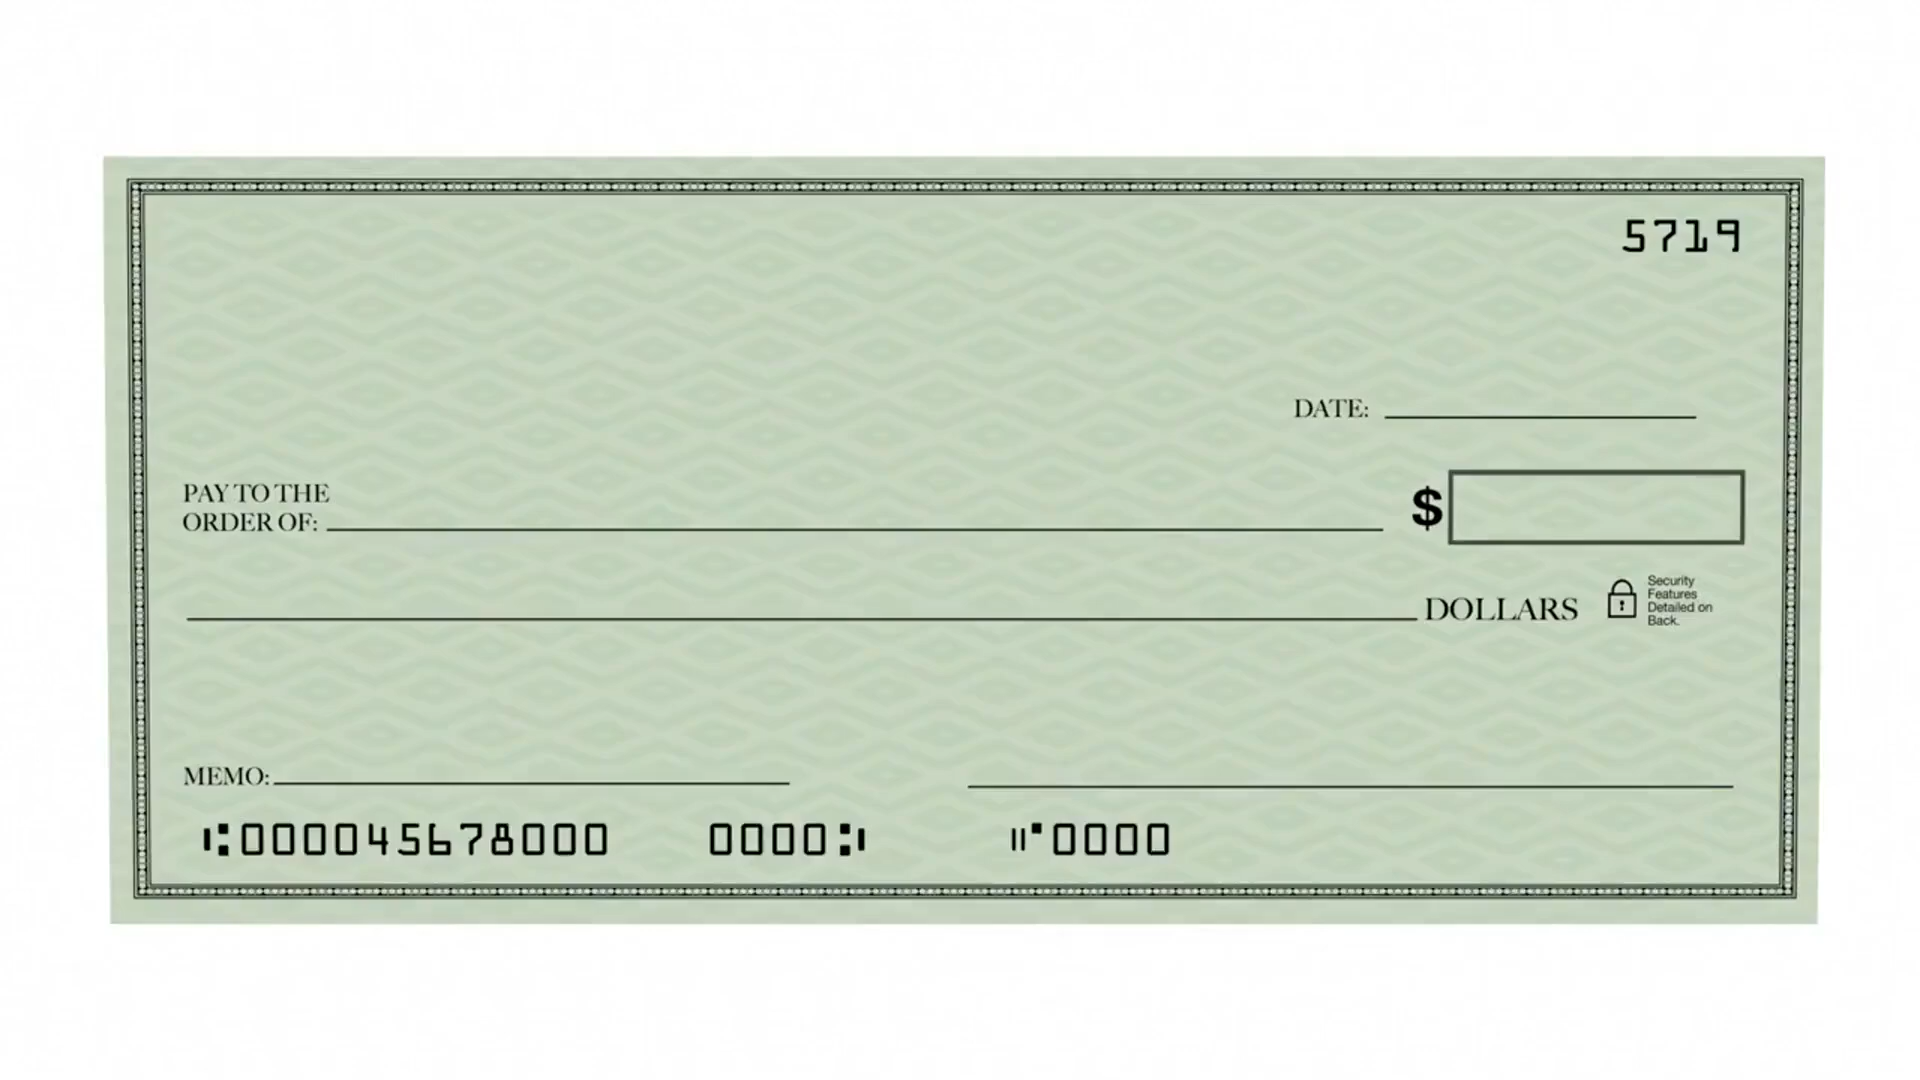 5719
DATE:
PAY TO THE
ORDER OF:
$
DOLLARS
Security
Features
Detailed on
Back.
MEMO:
⑆000045678000 0000⑆ ⑈0000